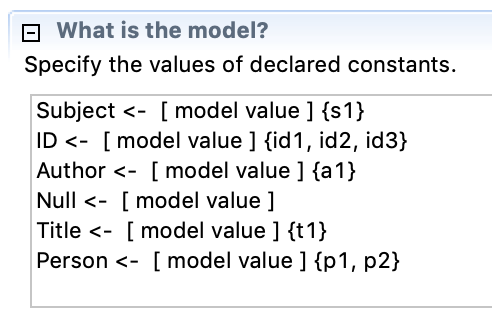 What is the model?
Specify the values of declared constants.
Subject <- [ model value ] {s1}
ID <- [ model value ] {id1, id2, id3}
Author <- [ model value ] {a1}
Null <- [ model value ]
Title <- [ model value ] {t1}
Person <- [ model value ] {p1, p2}